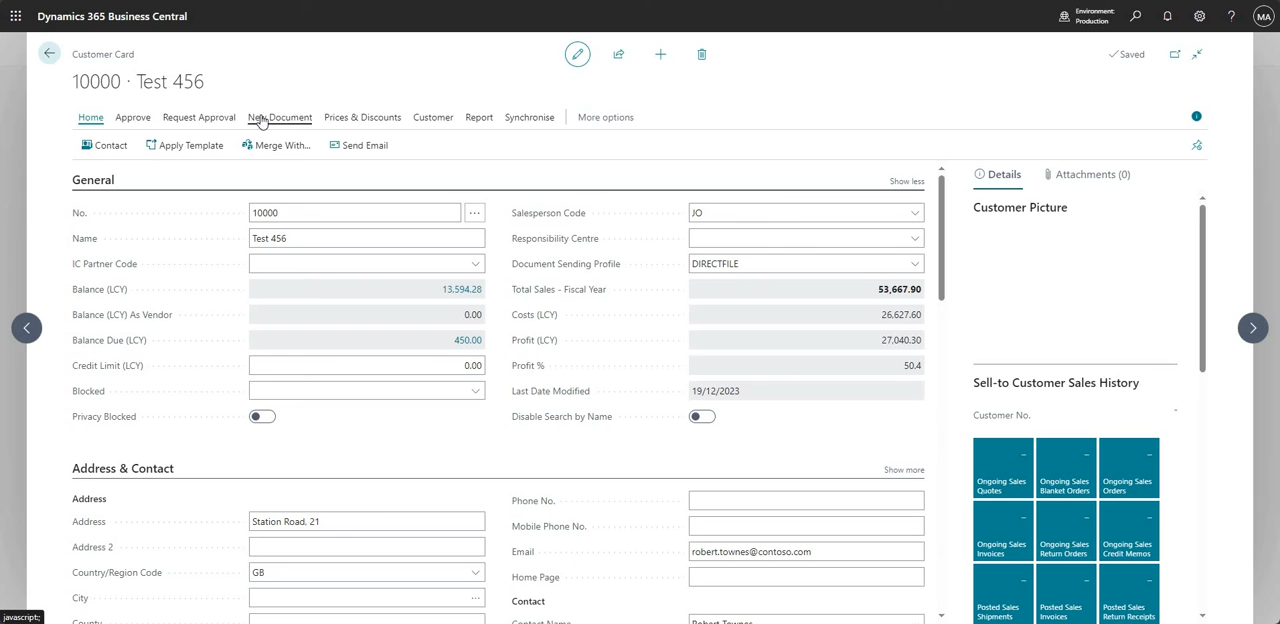 Dynamics 365 Business Central
Environment:
Production
?
MA
Customer Card
Saved
10000 · Test 456
Home
Approve
Request Approval
New Document
Prices & Discounts
Customer
Report
Synchronise
More options
Contact
Apply Template
Merge With...
Send Email
General
Show less
No.
10000
Name
Test 456
IC Partner Code
Balance (LCY)
13,594.28
Balance (LCY) As Vendor
0.00
Balance Due (LCY)
450.00
Credit Limit (LCY)
0.00
Blocked
Privacy Blocked
Salesperson Code
JO
Responsibility Centre
Document Sending Profile
DIRECTFILE
Total Sales - Fiscal Year
53,667.90
Costs (LCY)
26,627.60
Profit (LCY)
27,040.30
Profit %
50.4
Last Date Modified
19/12/2023
Disable Search by Name
Address & Contact
Show more
Address
Address
Station Road, 21
Address 2
Country/Region Code
GB
City
County
Phone No.
Mobile Phone No.
Email
robert.townes@contoso.com
Home Page
Contact
Contact Name
Robert Townes
Details
Attachments (0)
Customer Picture
Sell-to Customer Sales History
Customer No.
Ongoing Sales
Quotes
Ongoing Sales
Blanket Orders
Ongoing Sales
Orders
Ongoing Sales
Invoices
Ongoing Sales
Return Orders
Ongoing Sales
Credit Memos
Posted Sales
Shipments
Posted Sales
Invoices
Posted Sales
Return Receipts
javascript:;